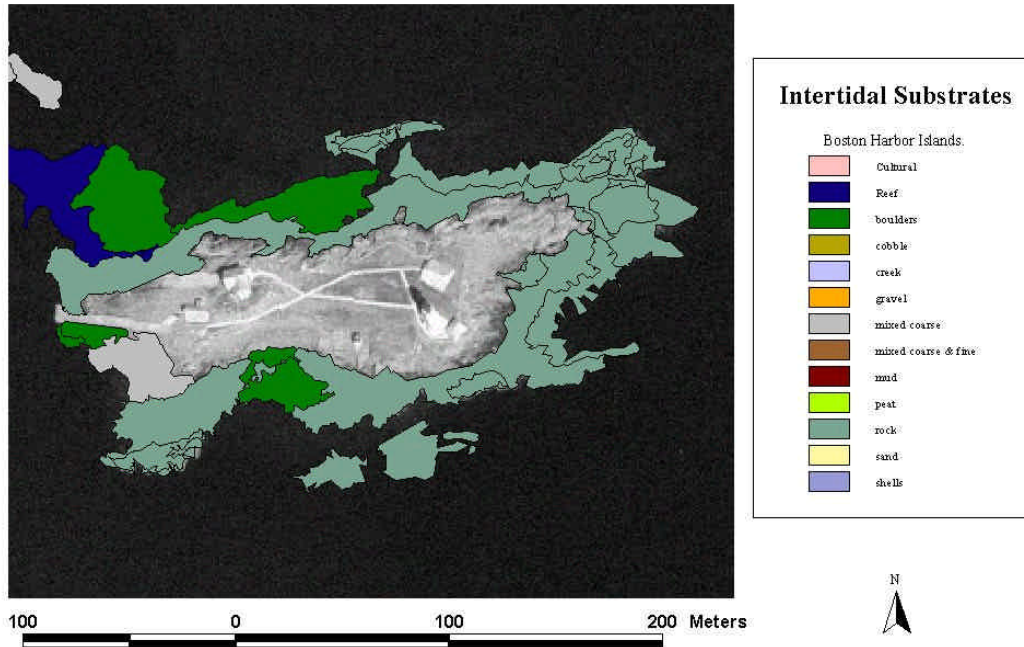 Intertidal Substrates
Boston Harbor Islands.
Cultural
Reef
boulders
cobble
creek
gravel
mixed coarse
mixed coarse & fine
mud
peat
rock
sand
shells
N
100 0 100 200 Meters